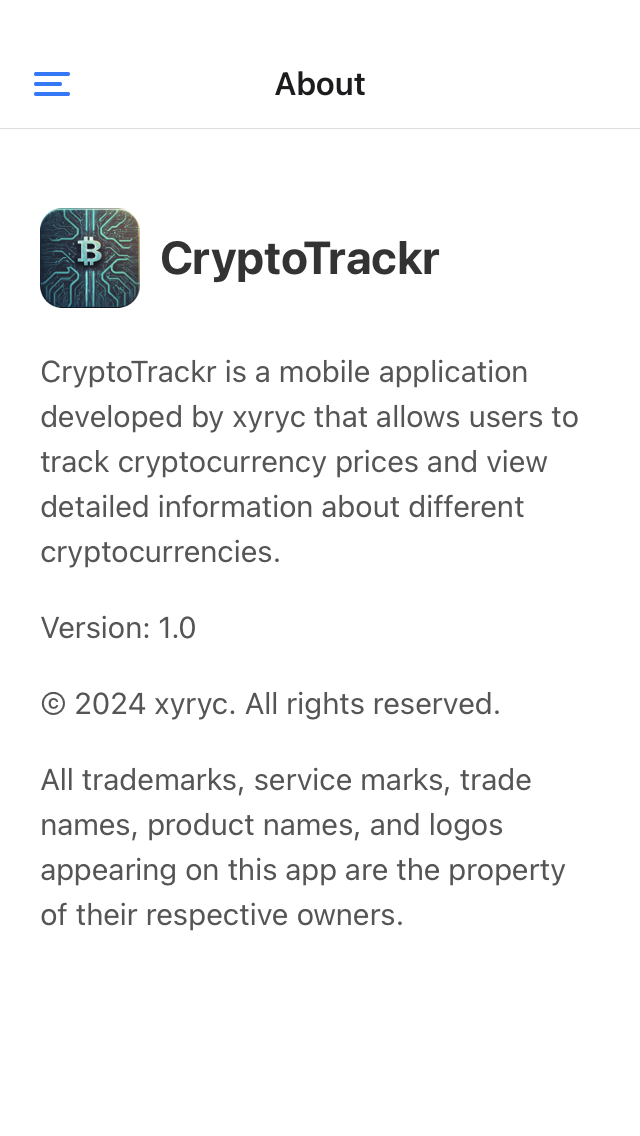 About
CryptoTrackr
CryptoTrackr is a mobile application
developed by xyryc that allows users to
track cryptocurrency prices and view
detailed information about different
cryptocurrencies.
Version: 1.0
© 2024 xyryc. All rights reserved.
All trademarks, service marks, trade
names, product names, and logos
appearing on this app are the property
of their respective owners.